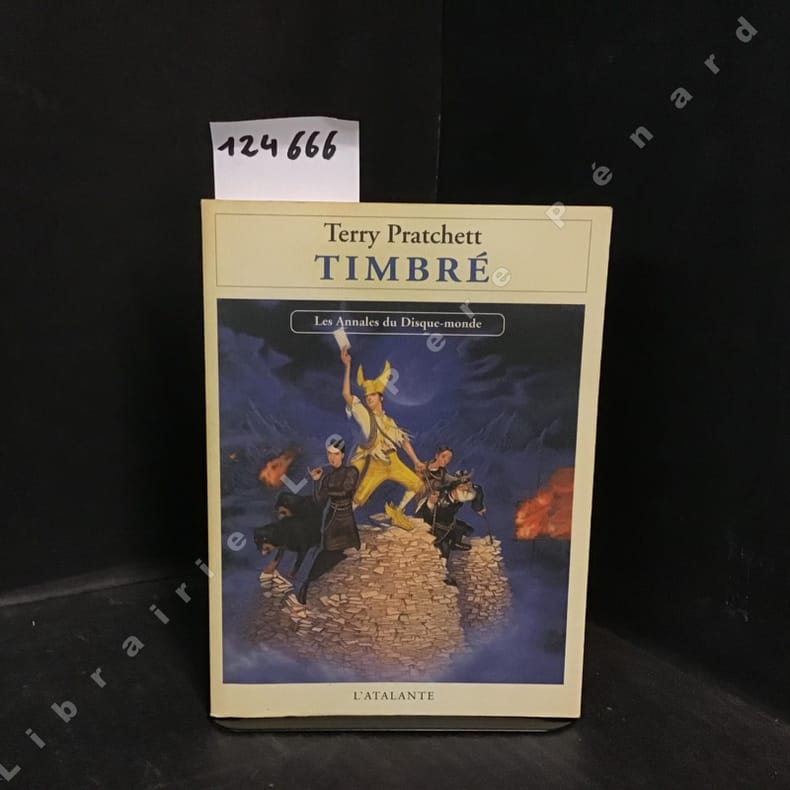 124666
Terry Pratchett
TIMBRÉ
Les Annales du Disque-monde
L'ATALANTE
Librairie Le Père Pénard